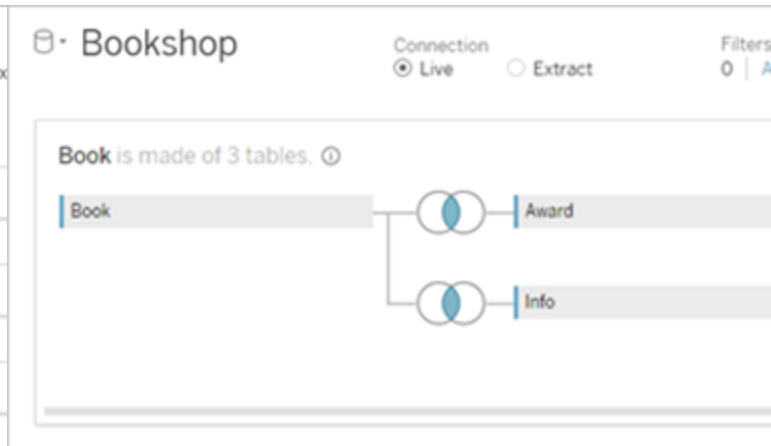 Bookshop
Connection
Live
Extract
Filters
0
Book is made of 3 tables.
Book
Award
Info